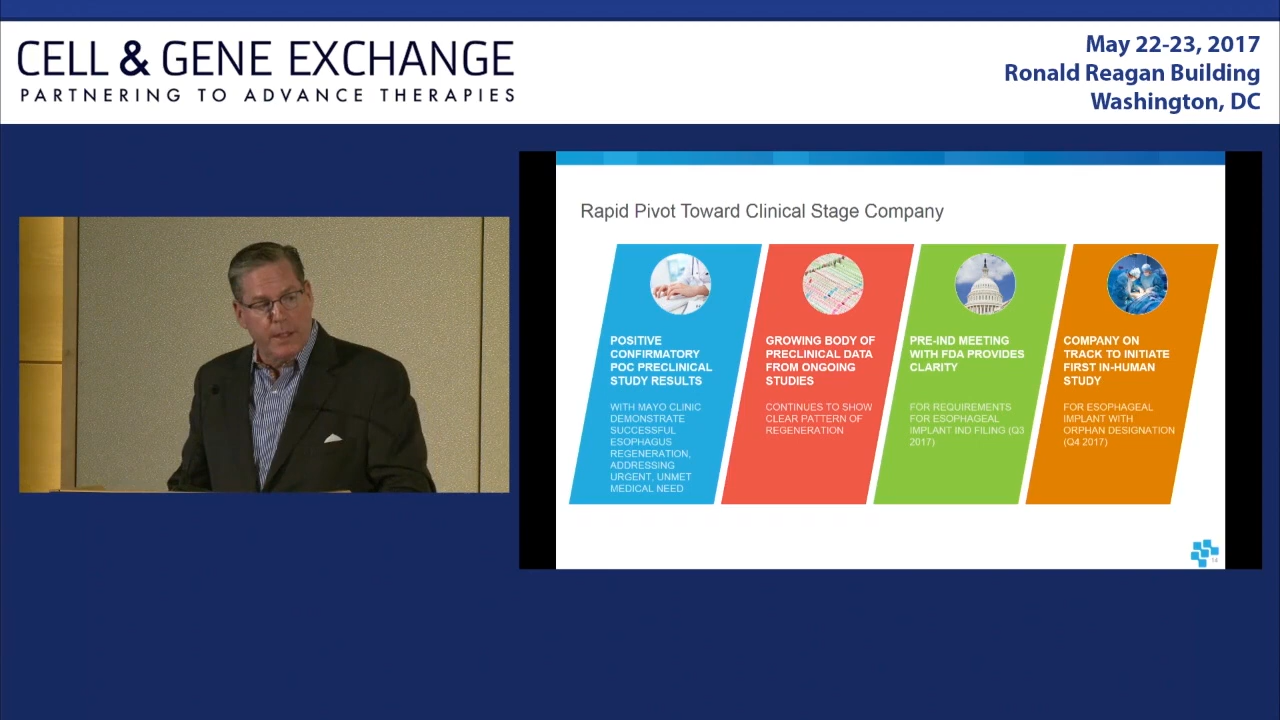 CELL & GENE EXCHANGE
PARTNERING TO ADVANCE THERAPIES
May 22-23, 2017
Ronald Reagan Building
Washington, DC
Rapid Pivot Toward Clinical Stage Company
POSITIVE
CONFIRMATORY
POC PRECLINICAL
STUDY RESULTS
WITH MAYO CLINIC
DEMONSTRATE
SUCCESSFUL
ESOPHAGUS
REGENERATION,
ADDRESSING
URGENT, UNMET
MEDICAL NEED
GROWING BODY OF
PRECLINICAL DATA
FROM ONGOING
STUDIES
CONTINUES TO SHOW
CLEAR PATTERN OF
REGENERATION
PRE-IND MEETING
WITH FDA PROVIDES
CLARITY
FOR REQUIREMENTS
FOR ESOPHAGEAL
IMPLANT IND FILING (Q3
2017)
COMPANY ON
TRACK TO INITIATE
FIRST IN-HUMAN
STUDY
FOR ESOPHAGEAL
IMPLANT WITH
ORPHAN DESIGNATION
(Q4 2017)
14